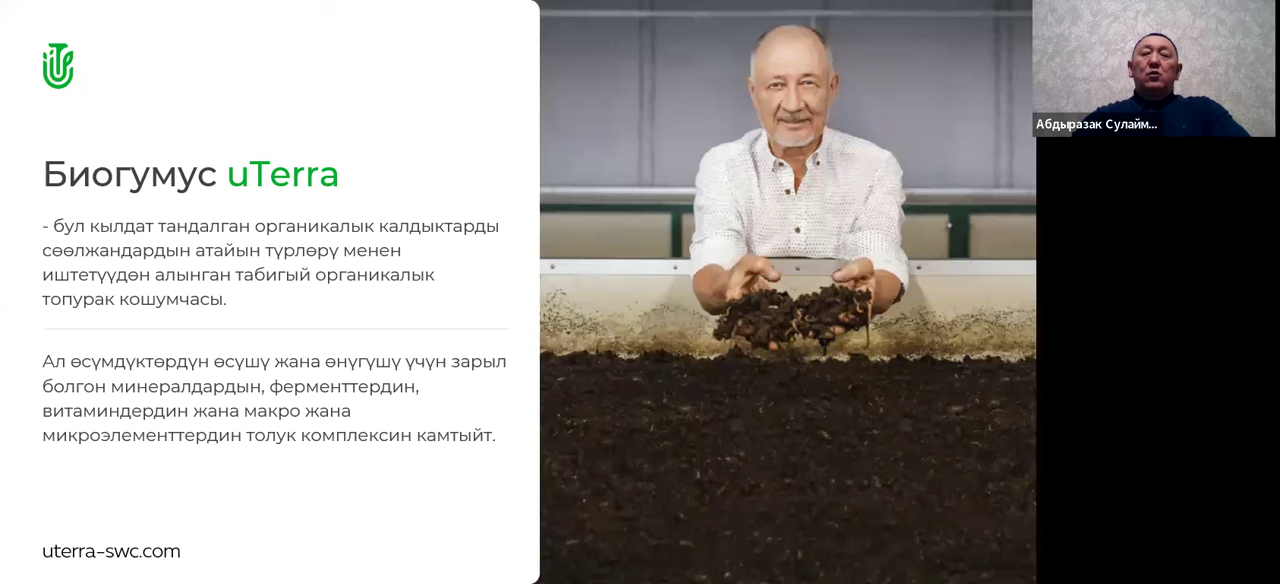 Биогумус uTerra
- бул кылдат тандалган органикалык калдыктарды
сөөлжандардын атайын түрлөрү менен
иштетүүдөн алынган табигый органикалык
топурак кошумчасы.
Ал өсүмдүктөрдүн өсүшү жана өнүгүшү үчүн зарыл
болгон минералдардын, ферменттердин,
витаминдердин жана макро жана
микроэлементтердин толук комплексин камтыйт.
uterra-swc.com
Абдыразак Сулайм...